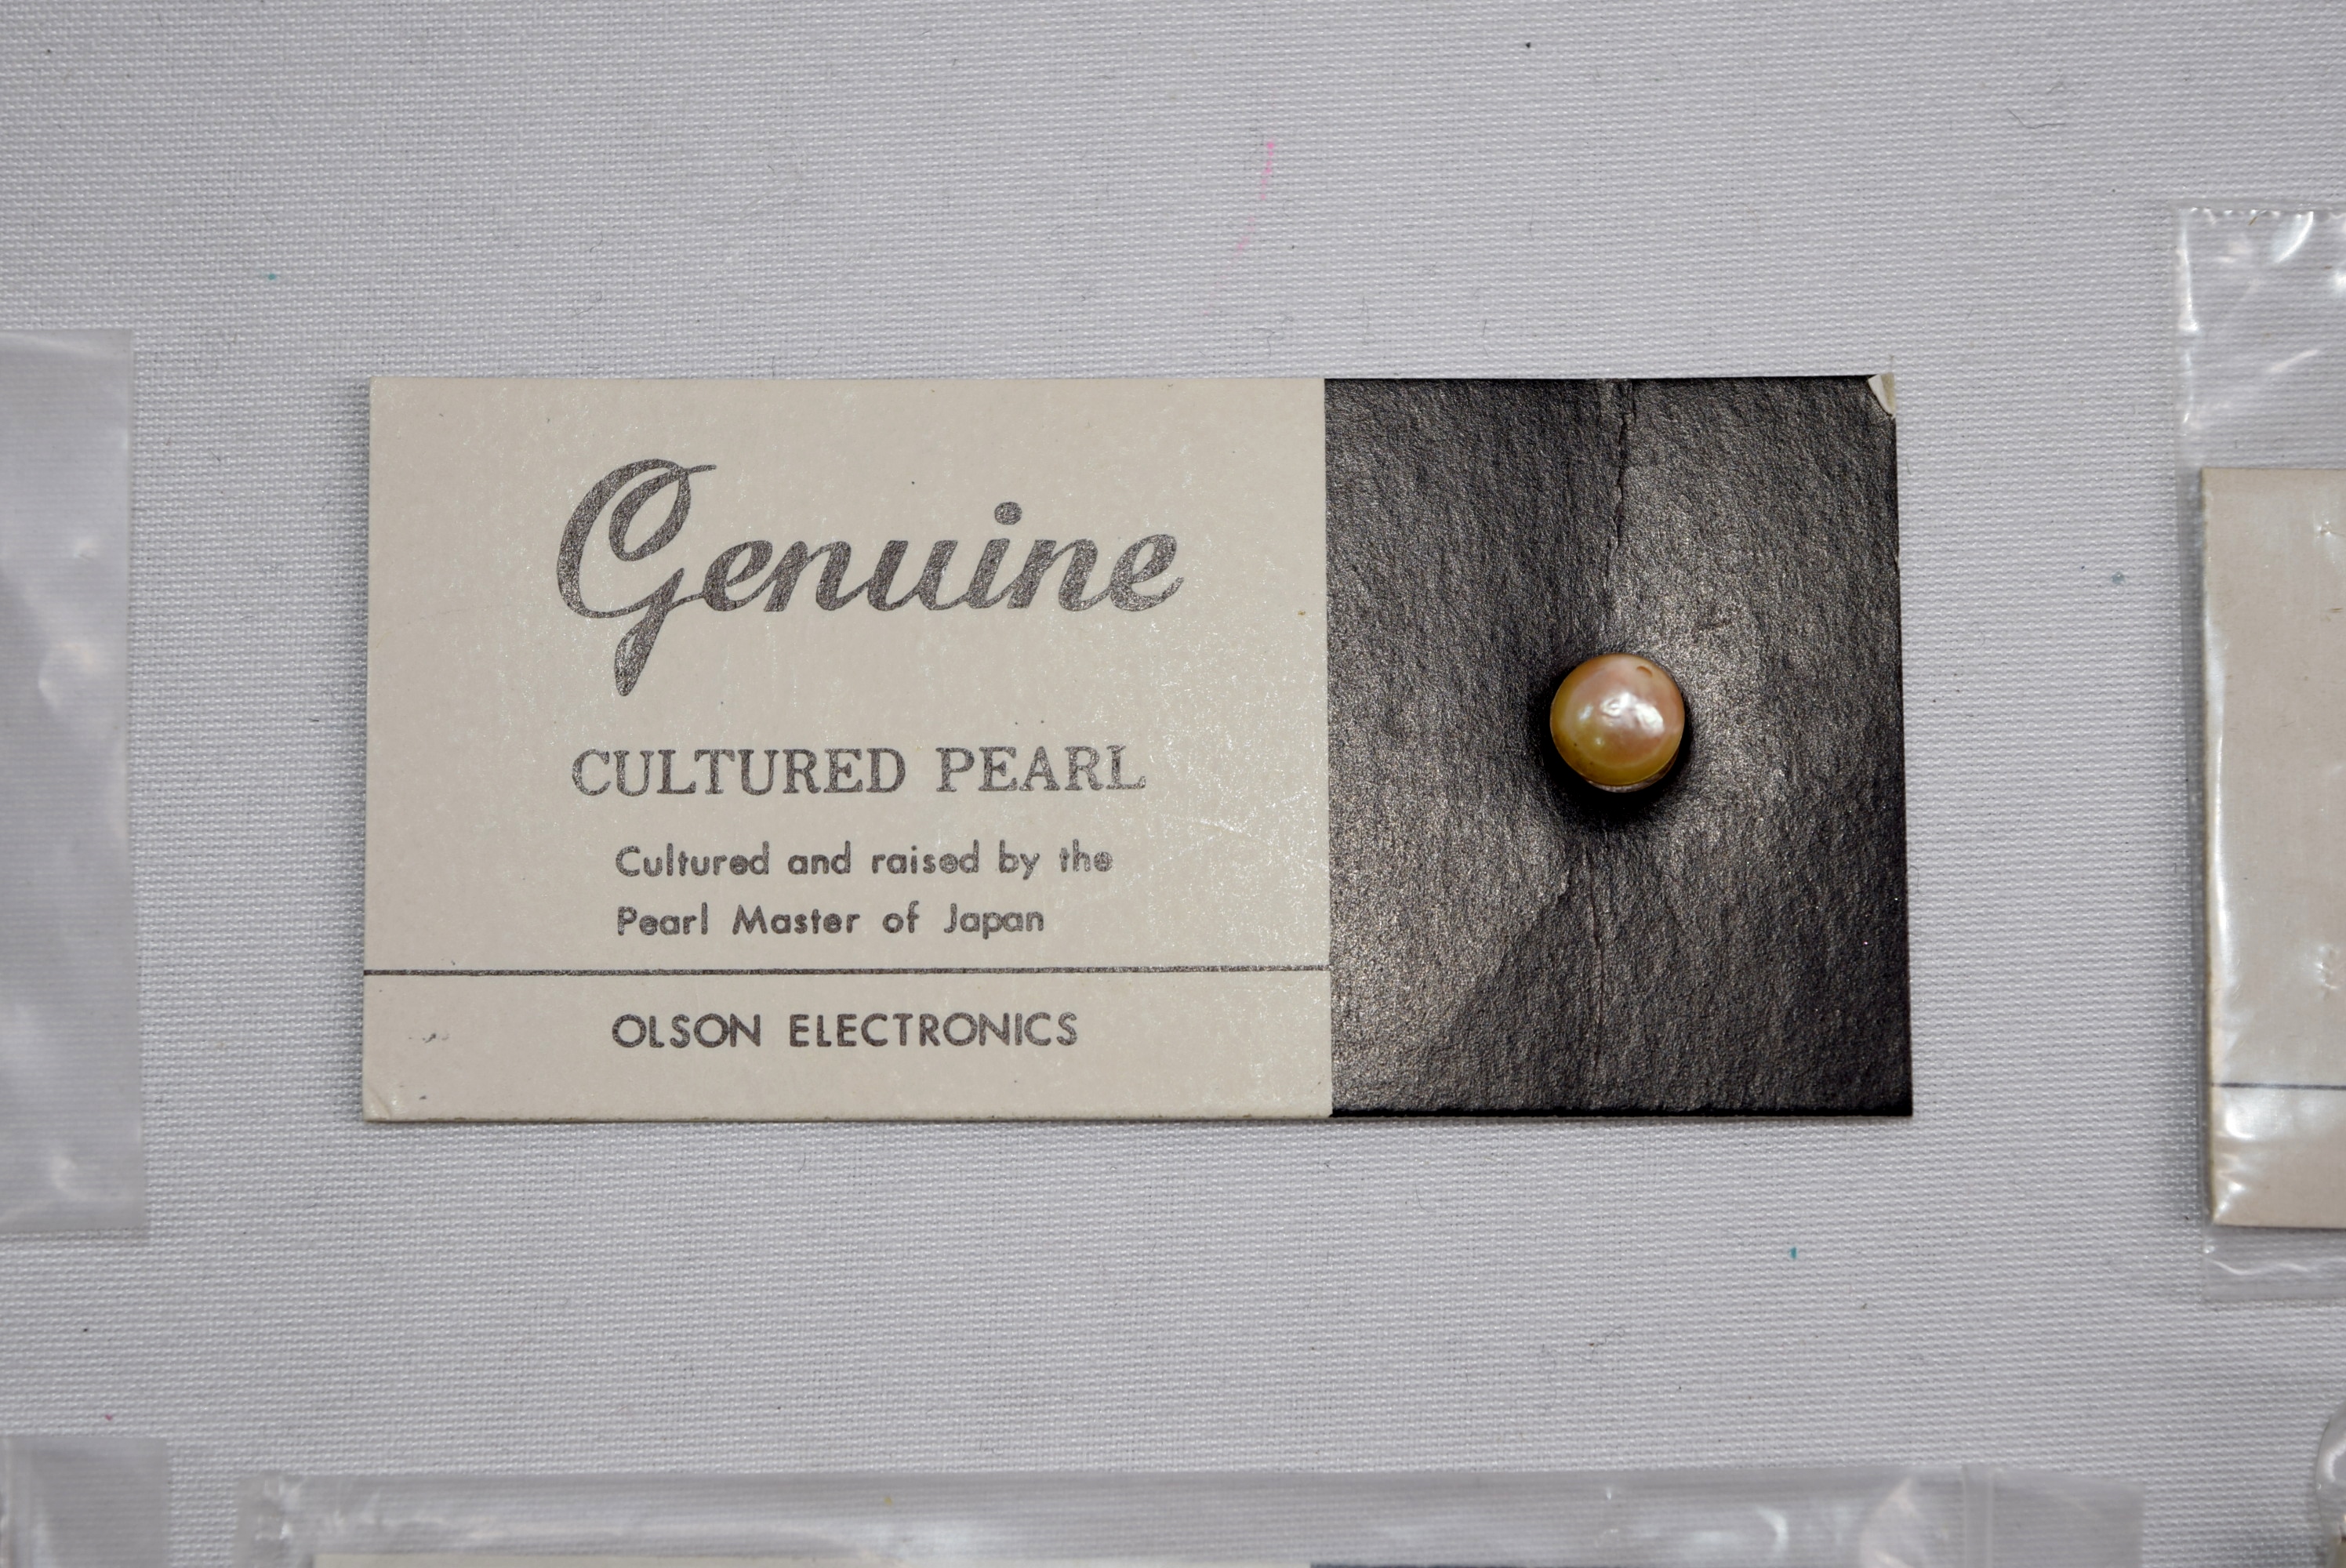 Genuine
CULTURED PEARL
Cultured and raised by the
Pearl Master of Japan
OLSON ELECTRONICS